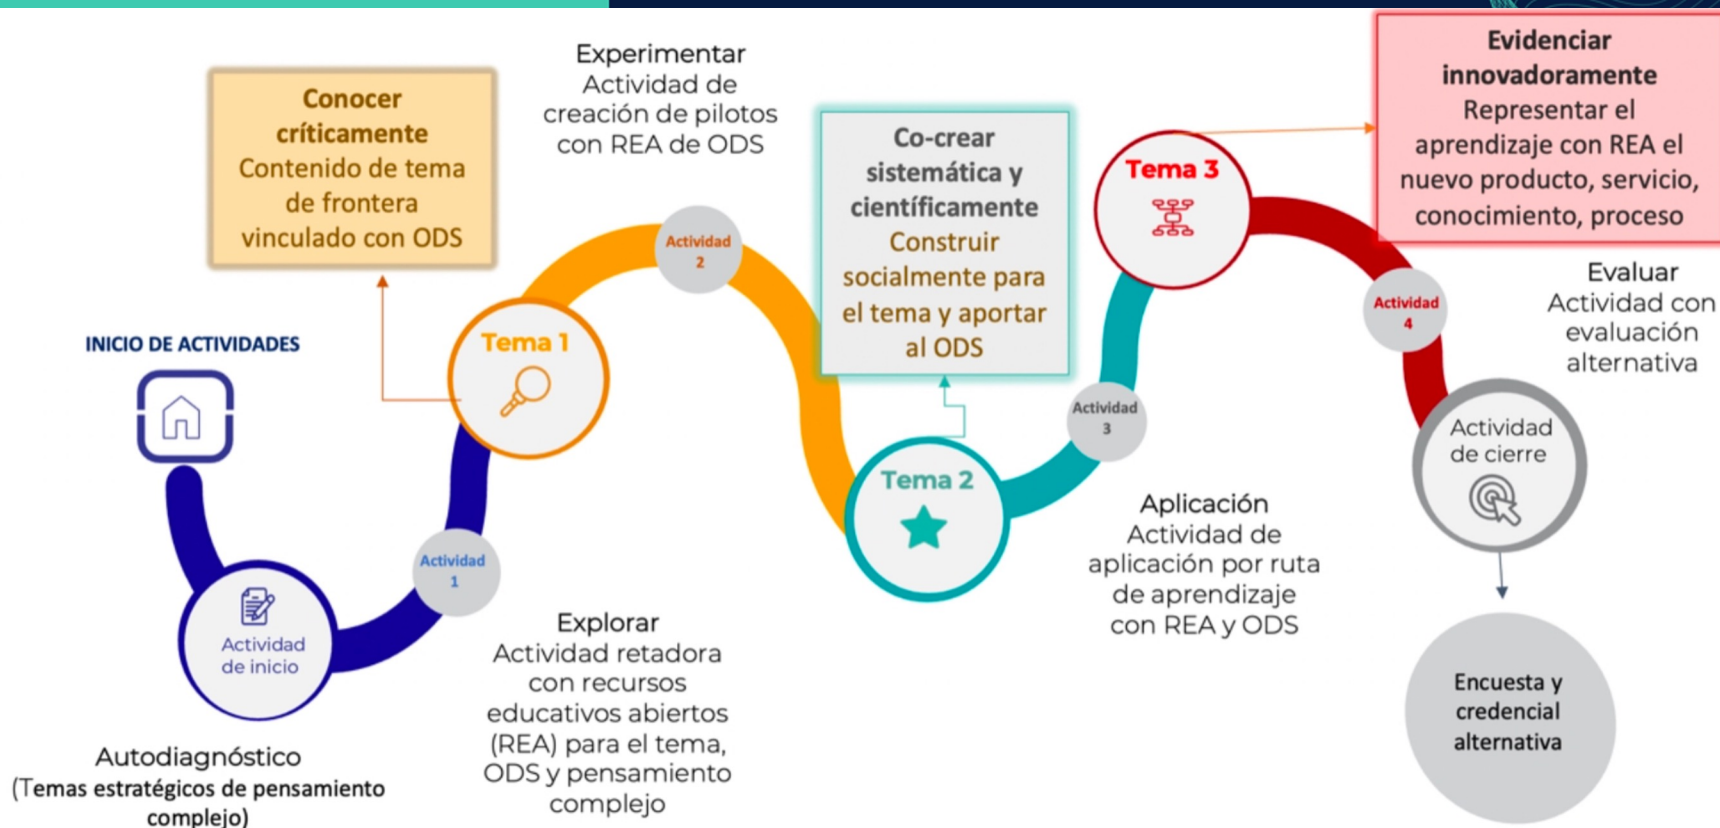 INICIO DE ACTIVIDADES
Actividad
de inicio
Autodiagnóstico
(Temas estratégicos de pensamiento
complejo)
Actividad
1
Explorar
Actividad retadora
con recursos
educativos abiertos
(REA) para el tema,
ODS y pensamiento
complejo
Conocer
críticamente
Contenido de tema
de frontera
vinculado con ODS
Tema 1
Experimentar
Actividad de
creación de pilotos
con REA de ODS
Actividad
2
Co-crear
sistemática y
científicamente
Construir
socialmente para
el tema y aportar
al ODS
Tema 2
Actividad
3
Aplicación
Actividad de
aplicación por ruta
de aprendizaje
con REA y ODS
Tema 3
Evidenciar
innovadoramente
Representar el
aprendizaje con REA el
nuevo producto, servicio,
conocimiento, proceso
Actividad
4
Evaluar
Actividad con
evaluación
alternativa
Actividad
de cierre
Encuesta y
credencial
alternativa